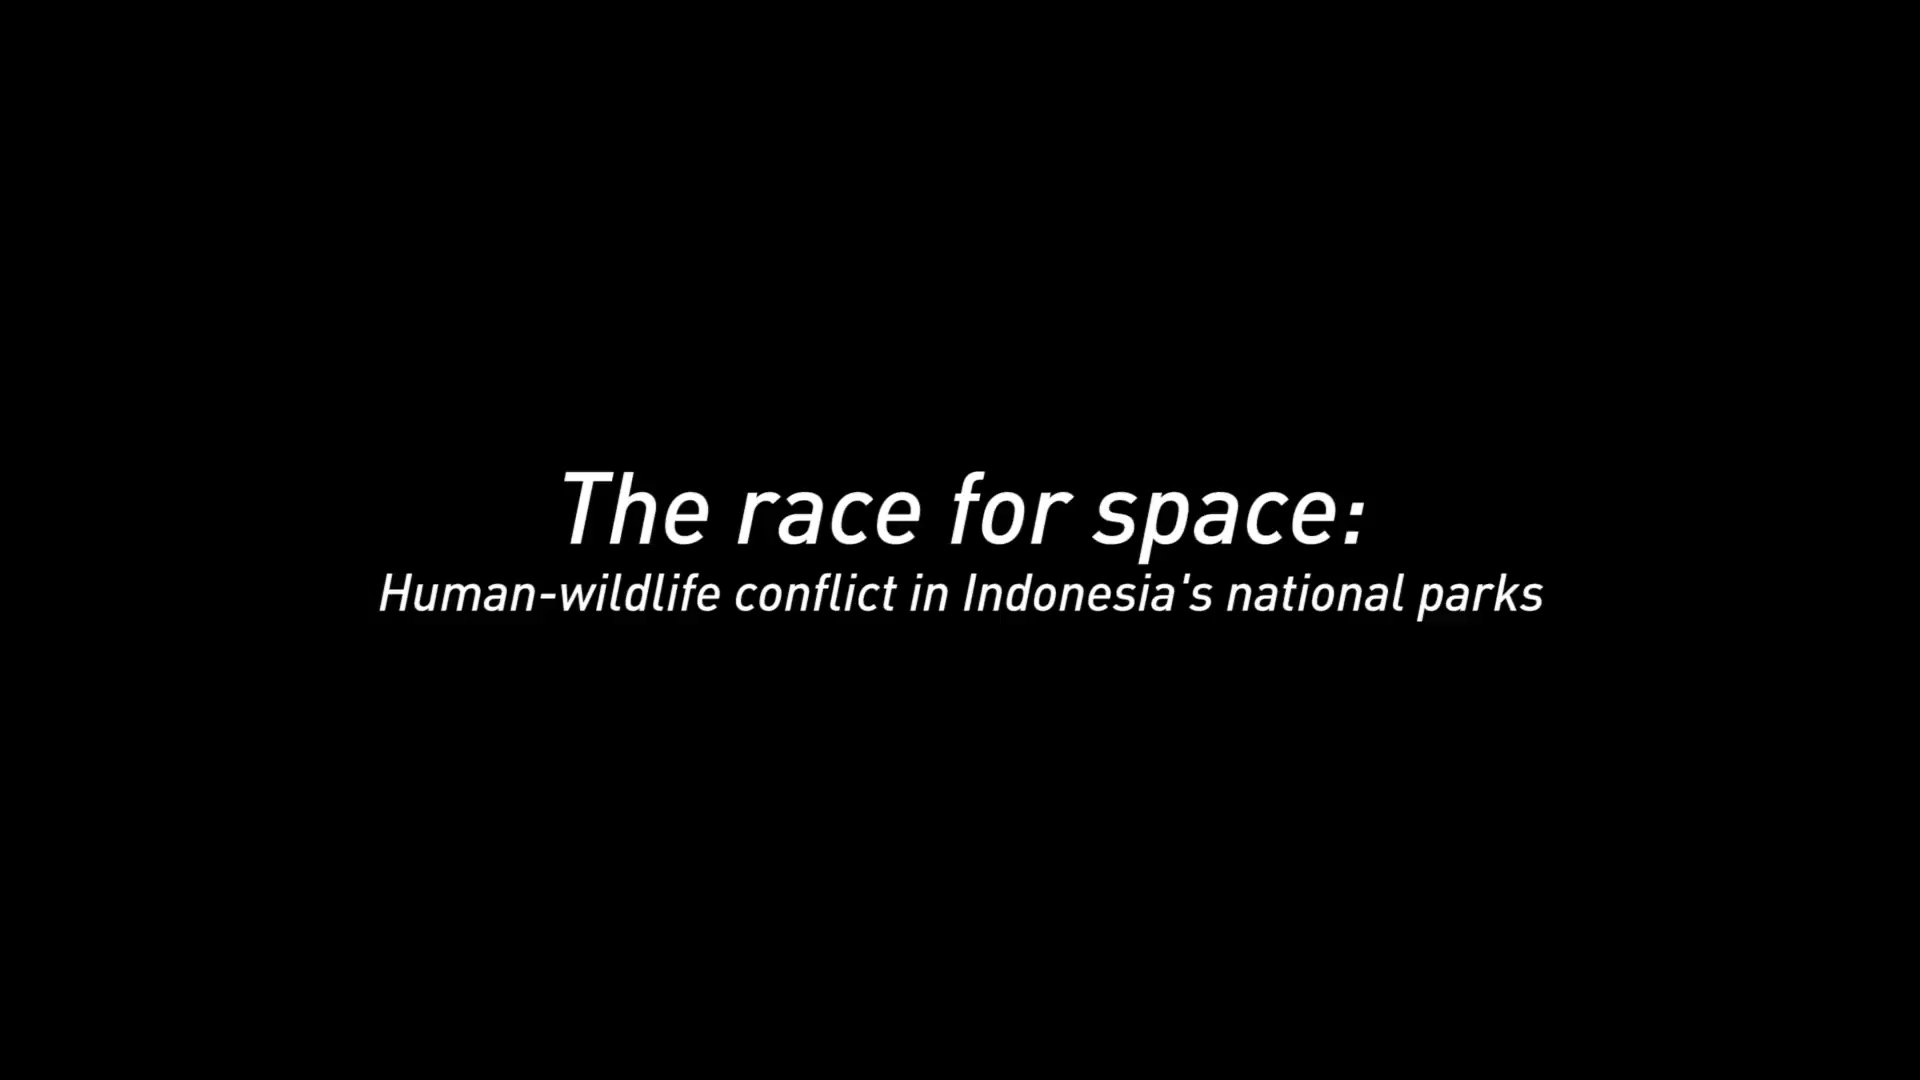 The race for space:
Human-wildlife conflict in Indonesia's national parks